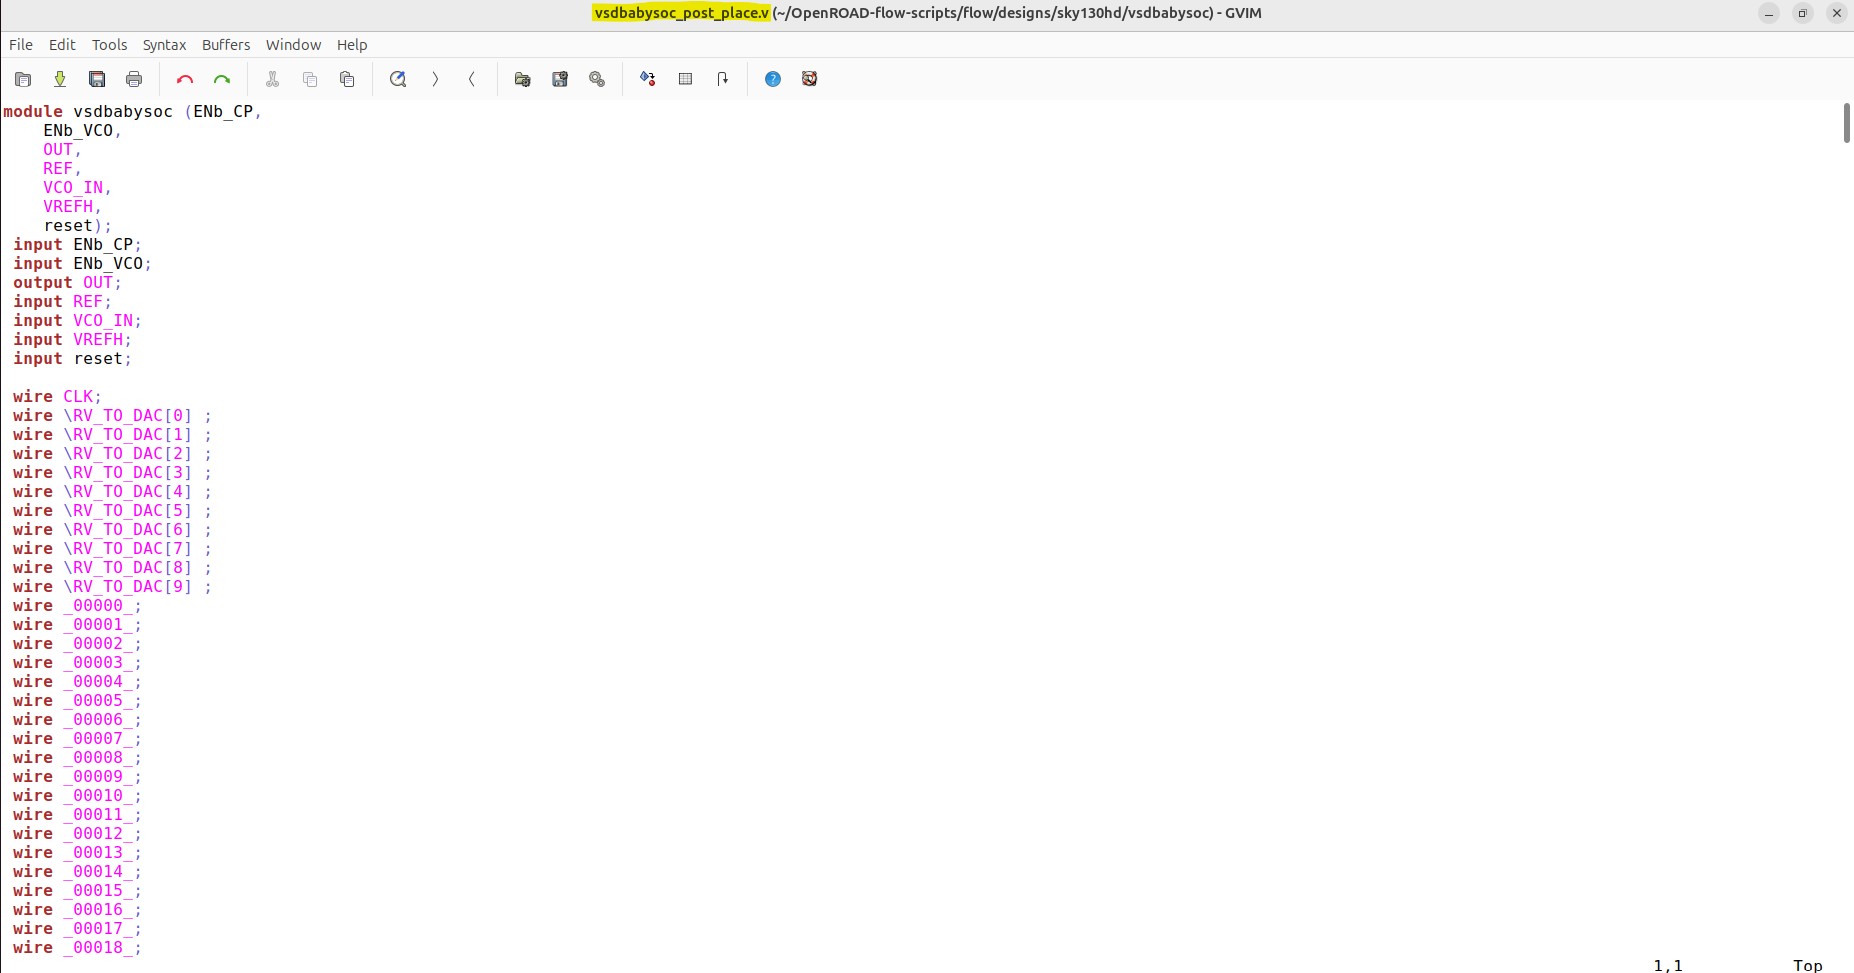 vsdbabysoc_post_place.v (~/OpenROAD-flow-scripts/flow/designs/sky130hd/vsdbabysoc) - GVIM
File Edit Tools Syntax Buffers Window Help
module vsdbabysoc (ENb_CP,
    ENb_VCO,
    OUT,
    REF,
    VCO_IN,
    VREFH,
    reset);
 input ENb_CP;
 input ENb_VCO;
 output OUT;
 input REF;
 input VCO_IN;
 input VREFH;
 input reset;
 wire CLK;
 wire \RV_TO_DAC[0] ;
 wire \RV_TO_DAC[1] ;
 wire \RV_TO_DAC[2] ;
 wire \RV_TO_DAC[3] ;
 wire \RV_TO_DAC[4] ;
 wire \RV_TO_DAC[5] ;
 wire \RV_TO_DAC[6] ;
 wire \RV_TO_DAC[7] ;
 wire \RV_TO_DAC[8] ;
 wire \RV_TO_DAC[9] ;
 wire _00000_;
 wire _00001_;
 wire _00002_;
 wire _00003_;
 wire _00004_;
 wire _00005_;
 wire _00006_;
 wire _00007_;
 wire _00008_;
 wire _00009_;
 wire _00010_;
 wire _00011_;
 wire _00012_;
 wire _00013_;
 wire _00014_;
 wire _00015_;
 wire _00016_;
 wire _00017_;
 wire _00018_;
1,1 Top